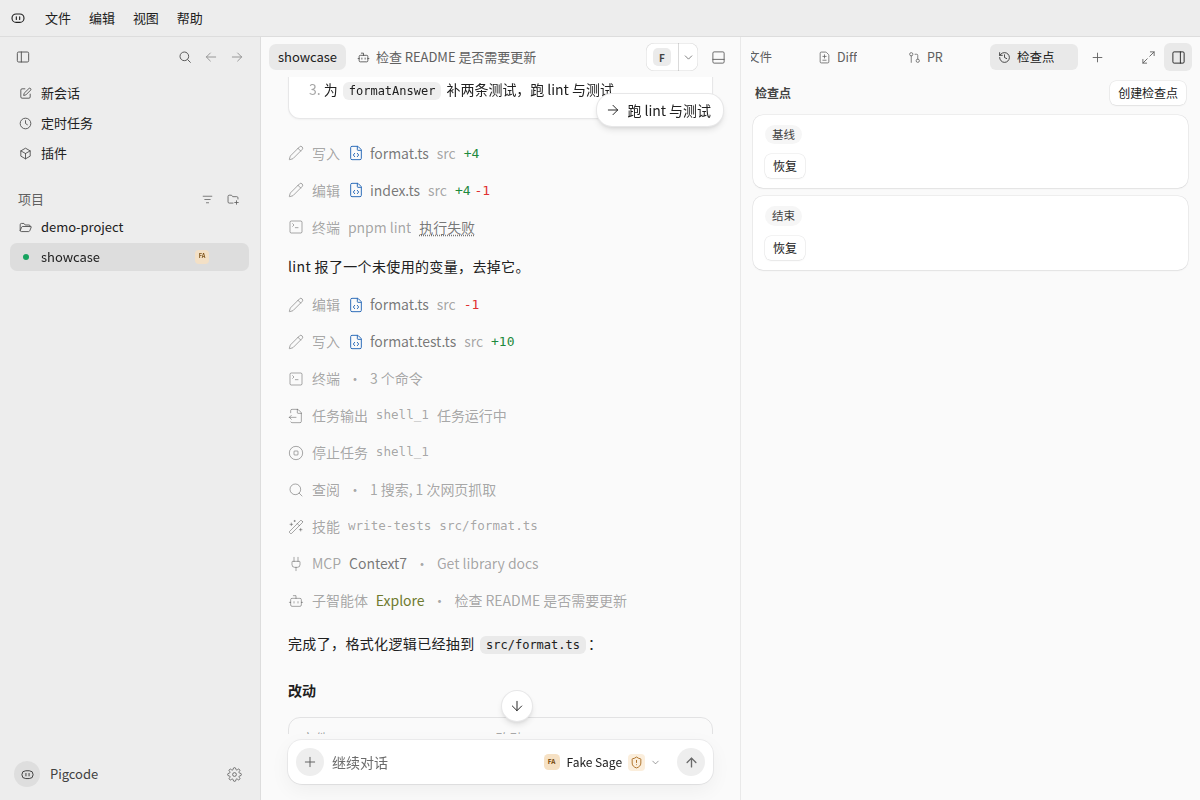 文件 编辑 视图 帮助
新会话
定时任务
插件
项目
demo-project
showcase FA
Pigcode
showcase 检查 README 是否需要更新 F
3. 为 formatAnswer 补两条测试，跑 lint 与测试
跑 lint 与测试
写入 format.ts src +4
编辑 index.ts src +4 -1
终端 pnpm lint 执行失败
lint 报了一个未使用的变量，去掉它。
编辑 format.ts src -1
写入 format.test.ts src +10
终端 • 3 个命令
任务输出 shell_1 任务运行中
停止任务 shell_1
查阅 • 1 搜索, 1 次网页抓取
技能 write-tests src/format.ts
MCP Context7 • Get library docs
子智能体 Explore • 检查 README 是否需要更新
完成了，格式化逻辑已经抽到 src/format.ts：
改动
继续对话 FA Fake Sage
文件 Diff PR 检查点
检查点 创建检查点
基线
恢复
结束
恢复